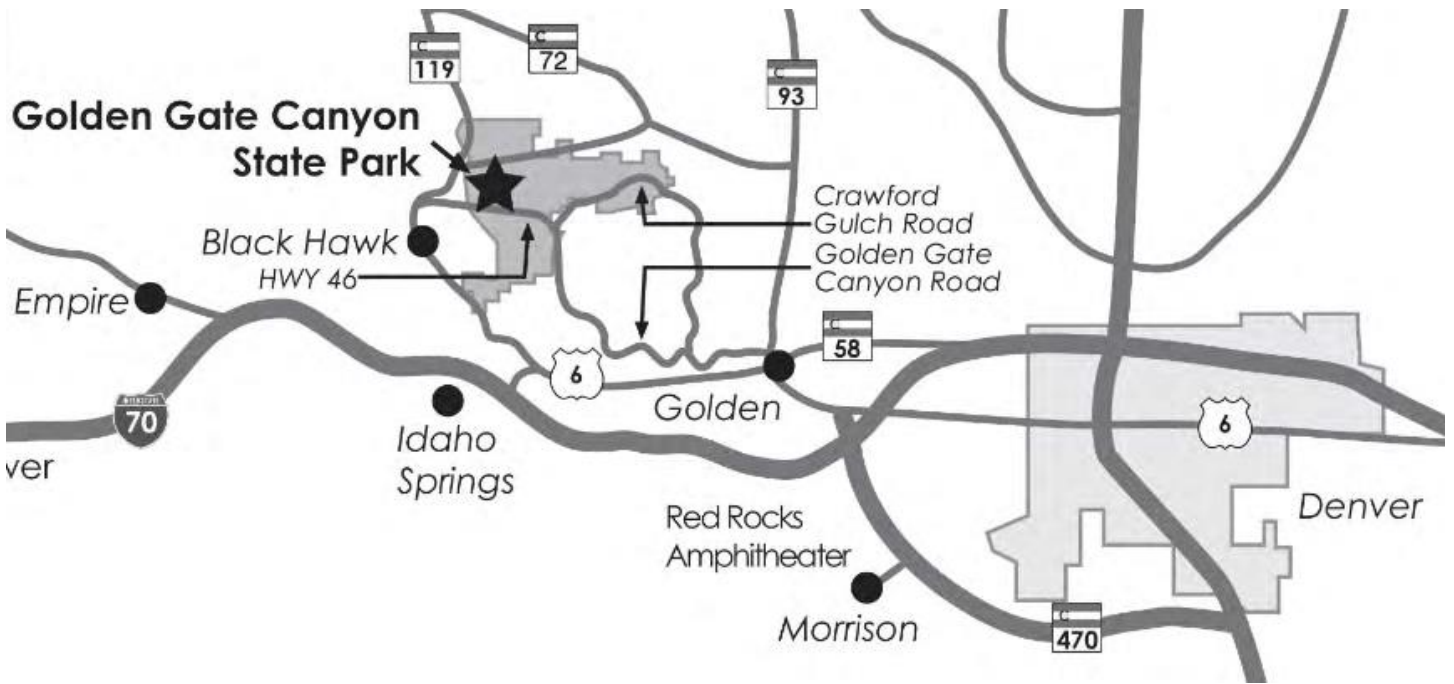 C
119
C
72
C
93
Golden Gate Canyon
State Park
Crawford
Gulch Road
Golden Gate
Canyon Road
Black Hawk
HWY 46
Empire
C
58
6
70
Golden
6
Idaho
Springs
ver
Red Rocks
Amphitheater
Denver
Morrison
C
470